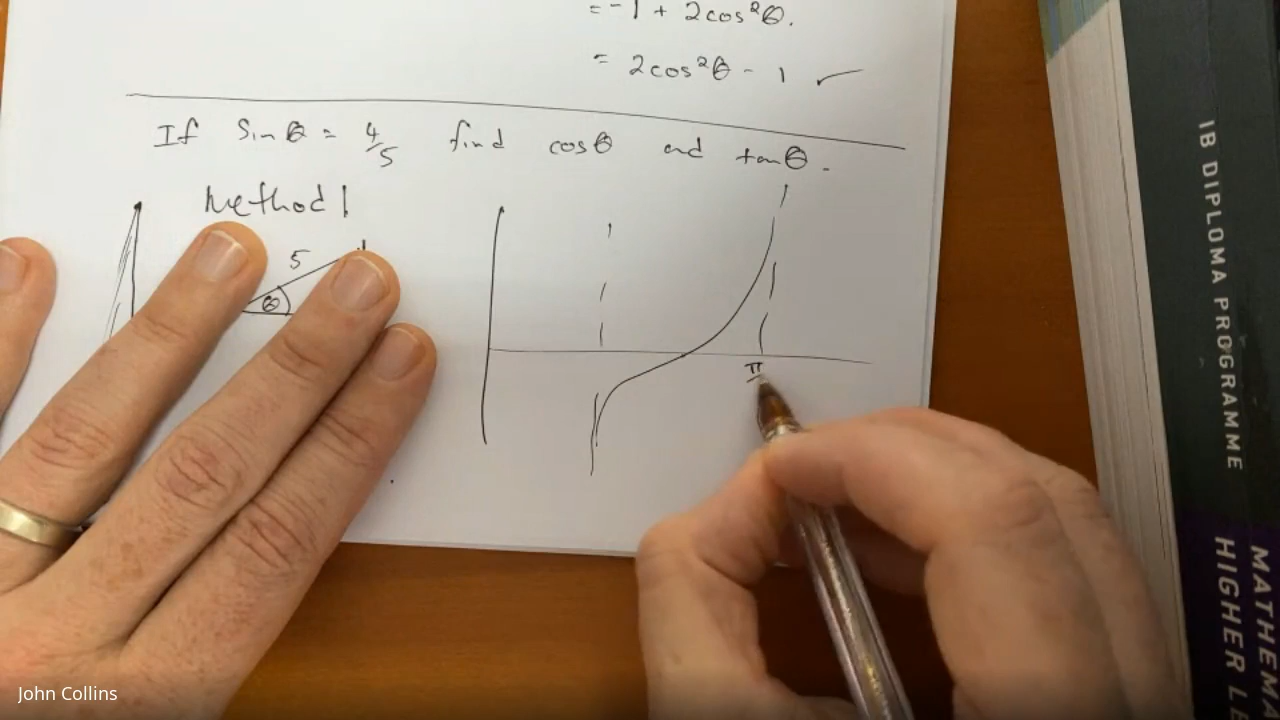 = -1 + 2cos²θ.
= 2cos²θ - 1 ✓
If Sinθ = 4/5 find cosθ and tanθ.
Method 1
5
θ
π
IB DIPLOMA PROGRAMME
MATHEMA
HIGHER LE
John Collins